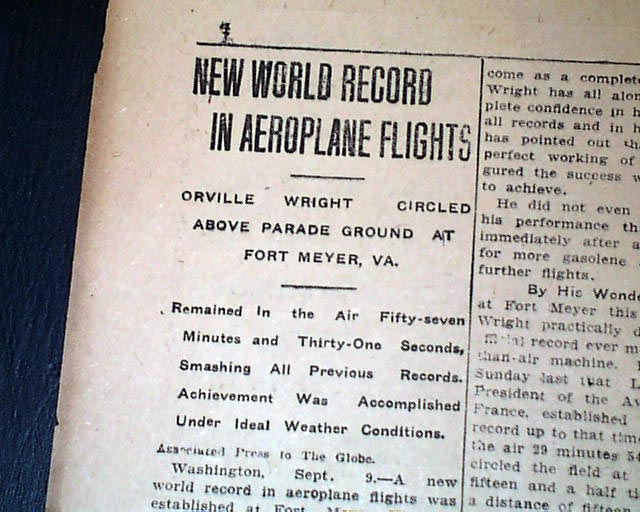 NEW WORLD RECORD
IN AEROPLANE FLIGHTS
ORVILLE WRIGHT CIRCLED
ABOVE PARADE GROUND AT
FORT MEYER, VA.
Remained In the Air Fifty-seven
Minutes and Thirty-One Seconds,
Smashing All Previous Records.
Achievement Was Accomplished
Under Ideal Weather Conditions.
Associated Press to The Globe.
Washington, Sept. 9.—A new
world record in aeroplane flights was
established at Fort
come as a complete
Wright has all alon
plete confidence in h
all records and in h
has pointed out tha
perfect working of
gured the success w
to achieve.
He did not even
his performance th
immediately after a
for more gasolene
further flights.
By His Wonde
at Fort Meyer this
Wright practically d
record ever m
than-air machine.
Sunday last that L
President of the Av
France, established
record up to that tim
the air 29 minutes 54
circled the field at
fifteen and a half ti
a distance of fifteen